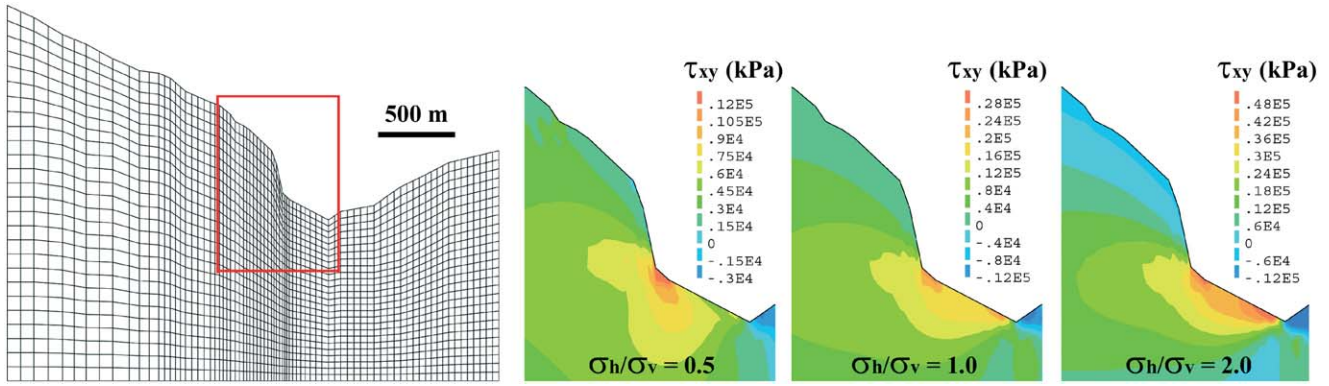 500 m
τxy (kPa)
.12E5
.105E5
.9E4
.75E4
.6E4
.45E4
.3E4
.15E4
0
-.15E4
-.3E4
σh/σv = 0.5
τxy (kPa)
.28E5
.24E5
.2E5
.16E5
.12E5
.8E4
.4E4
0
-.4E4
-.8E4
-.12E5
σh/σv = 1.0
τxy (kPa)
.48E5
.42E5
.36E5
.3E5
.24E5
.18E5
.12E5
.6E4
0
-.6E4
-.12E5
σh/σv = 2.0